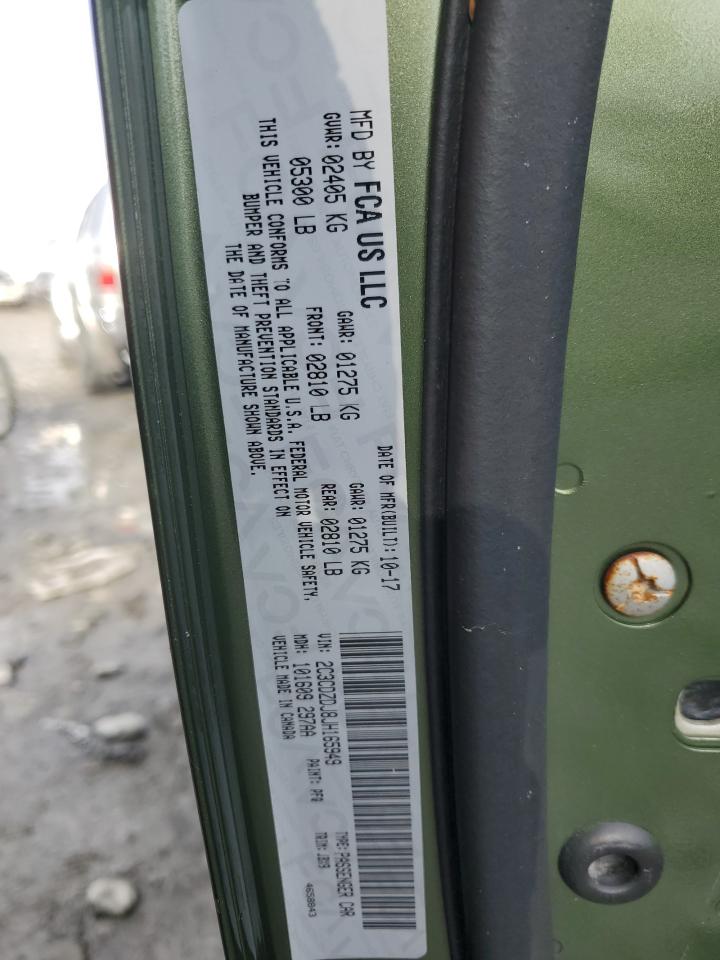 MFD BY FCA US LLC
DATE OF MFR(BUILT): 10-17
GVWR: 02405 KG
GAWR: 01275 KG
GAWR: 01275 KG
05300 LB
FRONT: 02810 LB
REAR: 02810 LB
THIS VEHICLE CONFORMS TO ALL APPLICABLE U.S.A. FEDERAL MOTOR VEHICLE SAFETY,
BUMPER AND THEFT PREVENTION STANDARDS IN EFFECT ON
THE DATE OF MANUFACTURE SHOWN ABOVE.
VIN: 2C3CDZDJ8JH165949
TYPE: PASSENGER CAR
MDH: 101609 297AA
PAINT: PFQ
TRIM:
VEHICLE MADE IN CANADA
4658843